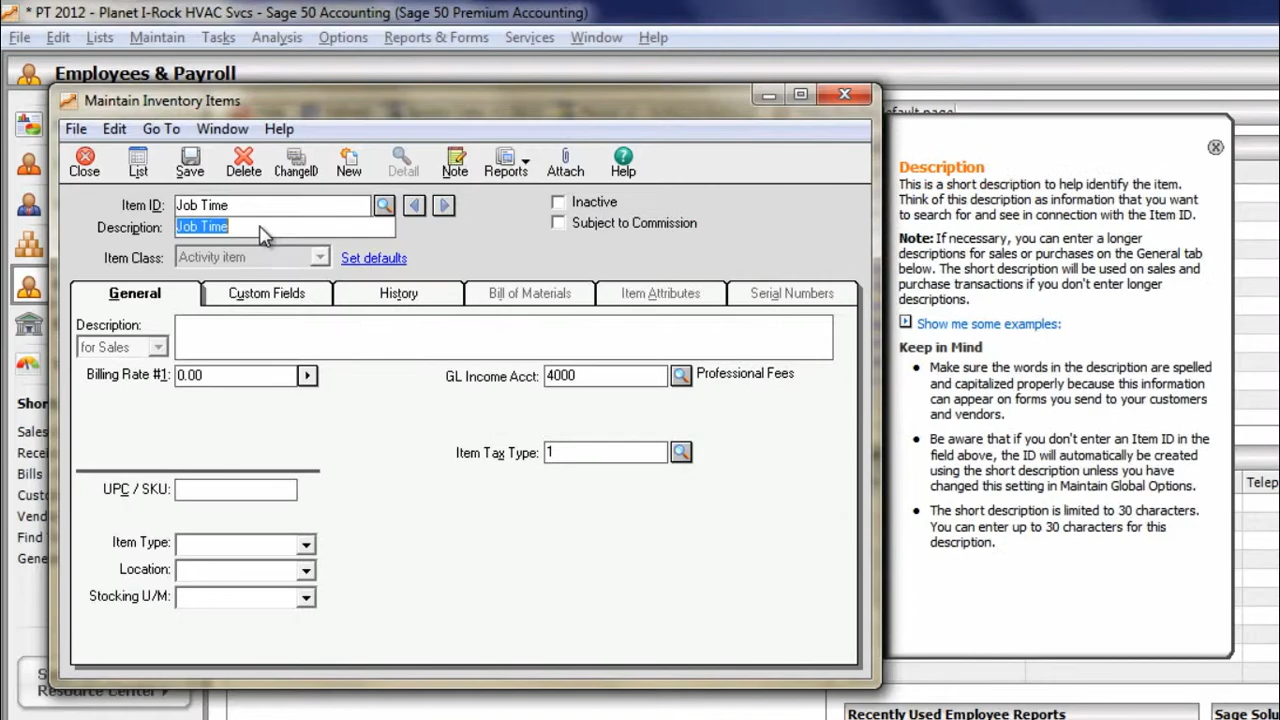 * PT 2012 - Planet I-Rock HVAC Svcs - Sage 50 Accounting (Sage 50 Premium Accounting)
File Edit Lists Maintain Tasks Analysis Options Reports & Forms Services Window Help
Employees & Payroll
Maintain Inventory Items
File Edit Go To Window Help
Close List Save Delete ChangeID New Detail Note Reports Attach Help
Item ID: Job Time
Inactive
Description: Job Time
Subject to Commission
Item Class: Activity item Set defaults
General Custom Fields History Bill of Materials Item Attributes Serial Numbers
Description:
for Sales
Billing Rate #1: 0.00
GL Income Acct: 4000 Professional Fees
Item Tax Type: 1
UPC / SKU:
Item Type:
Location:
Stocking U/M:
Description
This is a short description to help identify the item.
Think of this description as information that you want
to search for and see in connection with the Item ID.
Note: If necessary, you can enter a longer
descriptions for sales or purchases on the General tab
below. The short description will be used on sales and
purchase transactions if you don't enter longer
descriptions.
Show me some examples:
Keep in Mind
• Make sure the words in the description are spelled
and capitalized properly because this information
can appear on forms you send to your customers
and vendors.
• Be aware that if you don't enter an Item ID in the
field above, the ID will automatically be created
using the short description unless you have
changed this setting in Maintain Global Options.
• The short description is limited to 30 characters.
You can enter up to 30 characters for this
description.
Shor
Sales
Rece
Bills
Custo
Vend
Find
Gene
Telep
Resource Center
Recently Used Employee Reports
Sage Solu